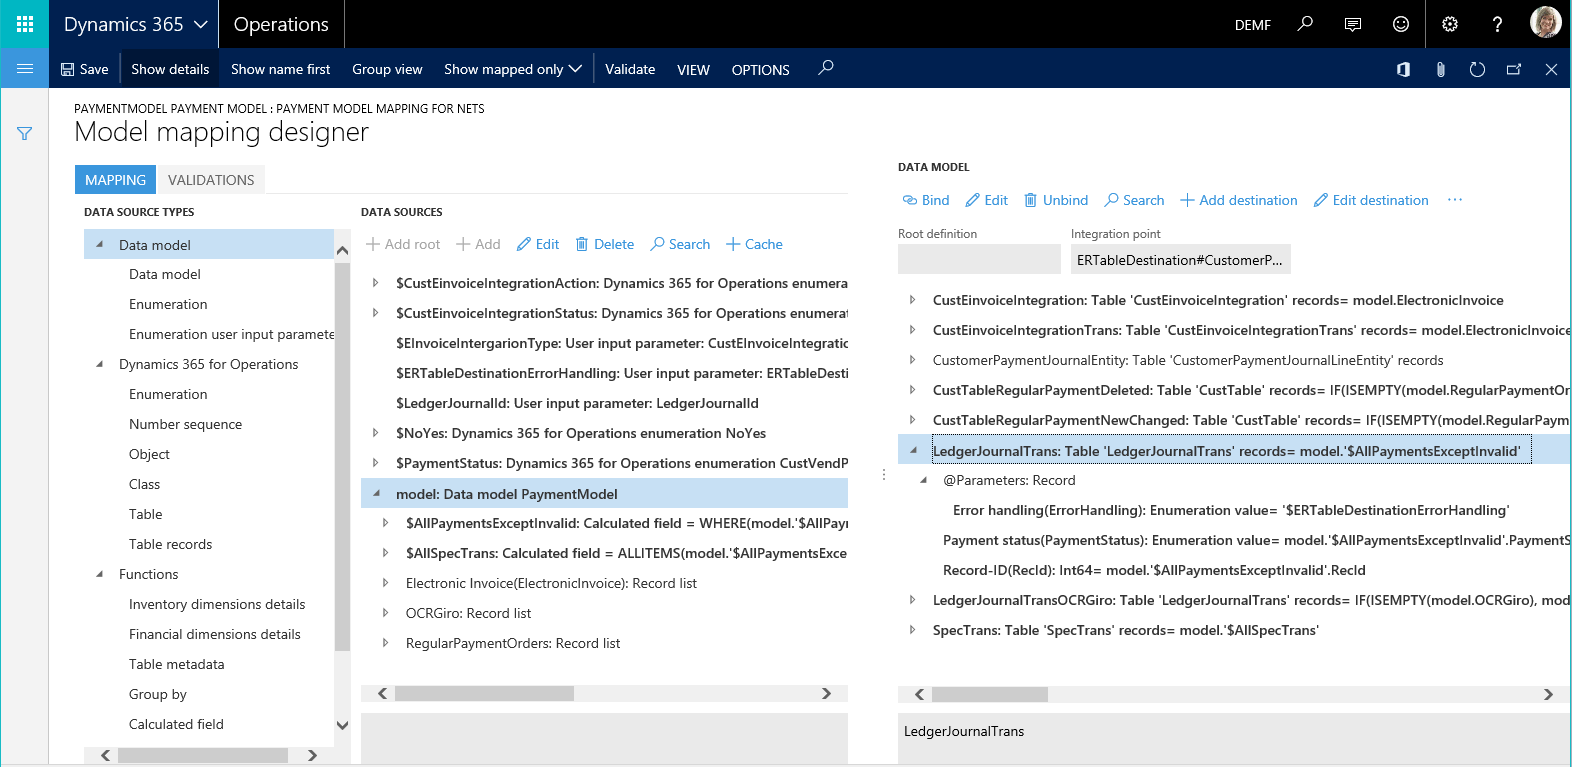 Dynamics 365
Operations
DEMF
?
Save
Show details
Show name first
Group view
Show mapped only
Validate
VIEW
OPTIONS
PAYMENTMODEL PAYMENT MODEL : PAYMENT MODEL MAPPING FOR NETS
Model mapping designer
MAPPING
VALIDATIONS
DATA SOURCE TYPES
Data model
Data model
Enumeration
Enumeration user input paramete
Dynamics 365 for Operations
Enumeration
Number sequence
Object
Class
Table
Table records
Functions
Inventory dimensions details
Financial dimensions details
Table metadata
Group by
Calculated field
DATA SOURCES
Add root
Add
Edit
Delete
Search
Cache
$CustEinvoiceIntegrationAction: Dynamics 365 for Operations enumera
$CustEinvoiceIntegrationStatus: Dynamics 365 for Operations enumerat
$EInvoiceIntergarionType: User input parameter: CustEInvoiceIntegratic
$ERTableDestinationErrorHandling: User input parameter: ERTableDesti
$LedgerJournalId: User input parameter: LedgerJournalId
$NoYes: Dynamics 365 for Operations enumeration NoYes
$PaymentStatus: Dynamics 365 for Operations enumeration CustVendP
model: Data model PaymentModel
$AllPaymentsExceptInvalid: Calculated field = WHERE(model.'$AllPayı
$AllSpecTrans: Calculated field = ALLITEMS(model.'$AllPaymentsExce
Electronic Invoice(ElectronicInvoice): Record list
OCRGiro: Record list
RegularPaymentOrders: Record list
DATA MODEL
Bind
Edit
Unbind
Search
Add destination
Edit destination
...
Root definition
Integration point
ERTableDestination#CustomerP...
CustEinvoiceIntegration: Table 'CustEinvoiceIntegration' records= model.ElectronicInvoice
CustEinvoiceIntegrationTrans: Table 'CustEinvoiceIntegrationTrans' records= model.ElectronicInvoice
CustomerPaymentJournalEntity: Table 'CustomerPaymentJournalLineEntity' records
CustTableRegularPaymentDeleted: Table 'CustTable' records= IF(ISEMPTY(model.RegularPaymentOr
CustTableRegularPaymentNewChanged: Table 'CustTable' records= IF(ISEMPTY(model.RegularPaym
LedgerJournalTrans: Table 'LedgerJournalTrans' records= model.'$AllPaymentsExceptInvalid'
@Parameters: Record
Error handling(ErrorHandling): Enumeration value= '$ERTableDestinationErrorHandling'
Payment status(PaymentStatus): Enumeration value= model.'$AllPaymentsExceptInvalid'.PaymentS
Record-ID(RecId): Int64= model.'$AllPaymentsExceptInvalid'.RecId
LedgerJournalTransOCRGiro: Table 'LedgerJournalTrans' records= IF(ISEMPTY(model.OCRGiro), mod
SpecTrans: Table 'SpecTrans' records= model.'$AllSpecTrans'
LedgerJournalTrans